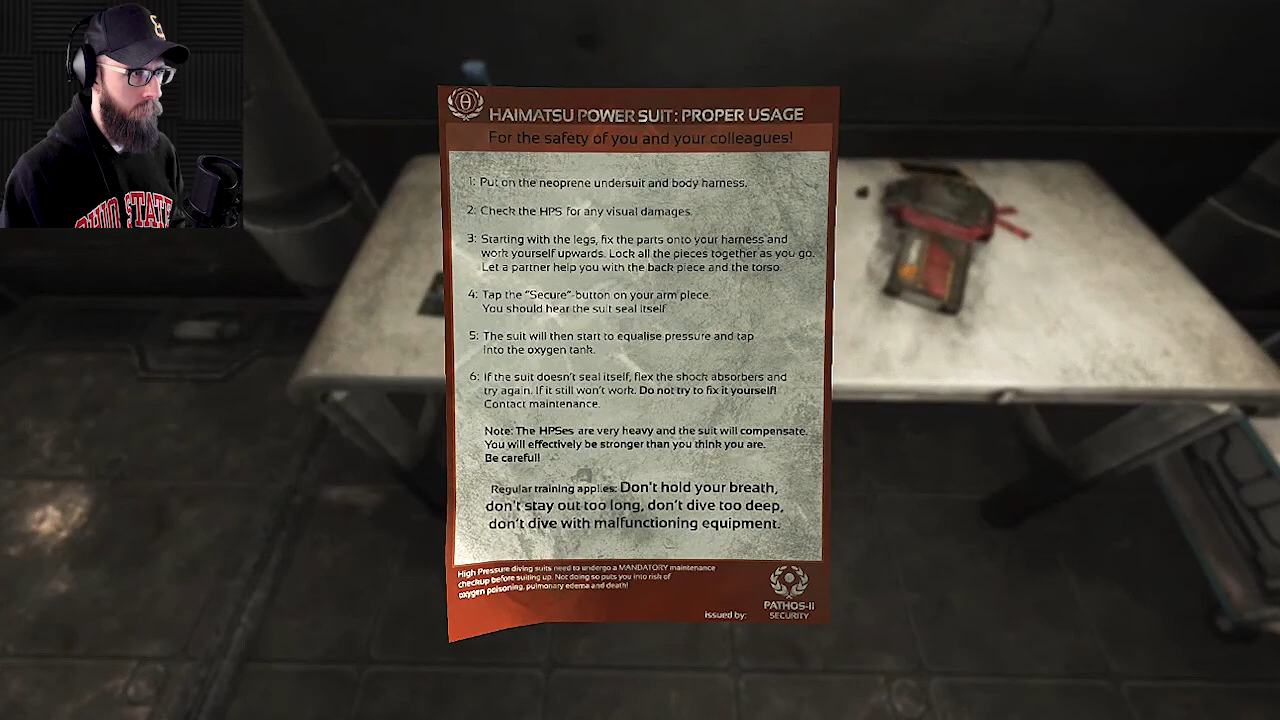 HAIMATSU POWER SUIT: PROPER USAGE
For the safety of you and your colleagues!
1: Put on the neoprene undersuit and body harness.
2: Check the HPS for any visual damages.
3: Starting with the legs, fix the parts onto your harness and
work yourself upwards. Lock all the pieces together as you go.
Let a partner help you with the back piece and the torso.
4: Tap the "Secure"-button on your arm piece.
You should hear the suit seal itself
5: The suit will then start to equalise pressure and tap
into the oxygen tank.
6: If the suit doesn't seal itself, flex the shock absorbers and
try again. If it still won't work. Do not try to fix it yourself!
Contact maintenance.
Note: The HPSes are very heavy and the suit will compensate.
You will effectively be stronger than you think you are.
Be careful!
Regular training applies: Don't hold your breath,
don't stay out too long, don't dive too deep,
don't dive with malfunctioning equipment.
High Pressure diving suits need to undergo a MANDATORY maintenance
checkup before suiting up. Not doing so puts you into risk of
oxygen poisoning, pulmonary edema and death!
Issued by:
PATHOS-II
SECURITY
OHIO STATE